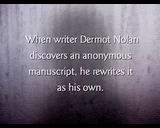 When writer Dermot Nolan
discovers an anonymous
manuscript, he rewrites it
as his own.